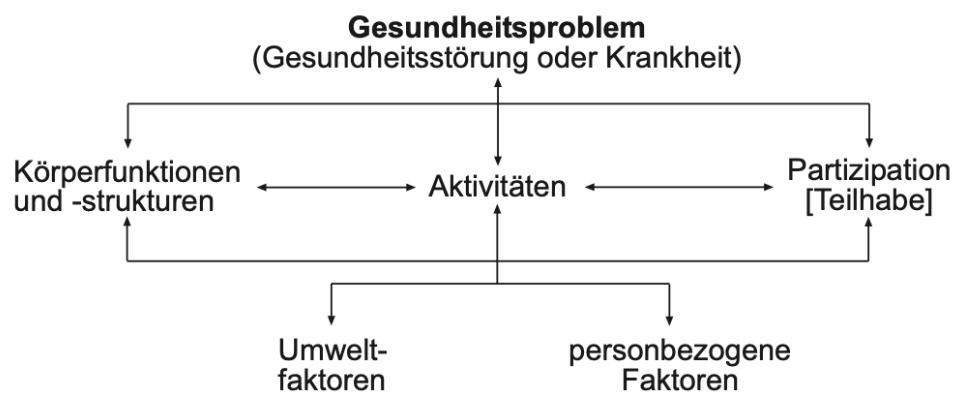 Gesundheitsproblem
(Gesundheitsstörung oder Krankheit)
Körperfunktionen
und -strukturen
Aktivitäten
Partizipation
[Teilhabe]
Umwelt-
faktoren
personbezogene
Faktoren